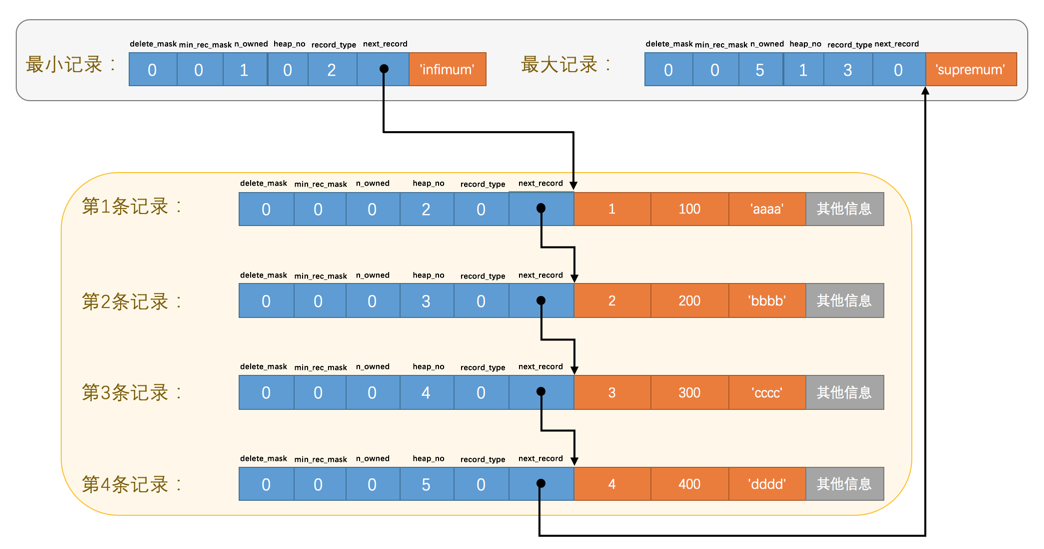 delete_mask min_rec_mask n_owned heap_no record_type next_record
最小记录： 0 0 1 0 2 'infimum'
delete_mask min_rec_mask n_owned heap_no record_type next_record
最大记录： 0 0 5 1 3 0 'supremum'
delete_mask min_rec_mask n_owned heap_no record_type next_record
第1条记录： 0 0 0 2 0 1 100 'aaaa' 其他信息
delete_mask min_rec_mask n_owned heap_no record_type next_record
第2条记录： 0 0 0 3 0 2 200 'bbbb' 其他信息
delete_mask min_rec_mask n_owned heap_no record_type next_record
第3条记录： 0 0 0 4 0 3 300 'cccc' 其他信息
delete_mask min_rec_mask n_owned heap_no record_type next_record
第4条记录： 0 0 0 5 0 4 400 'dddd' 其他信息